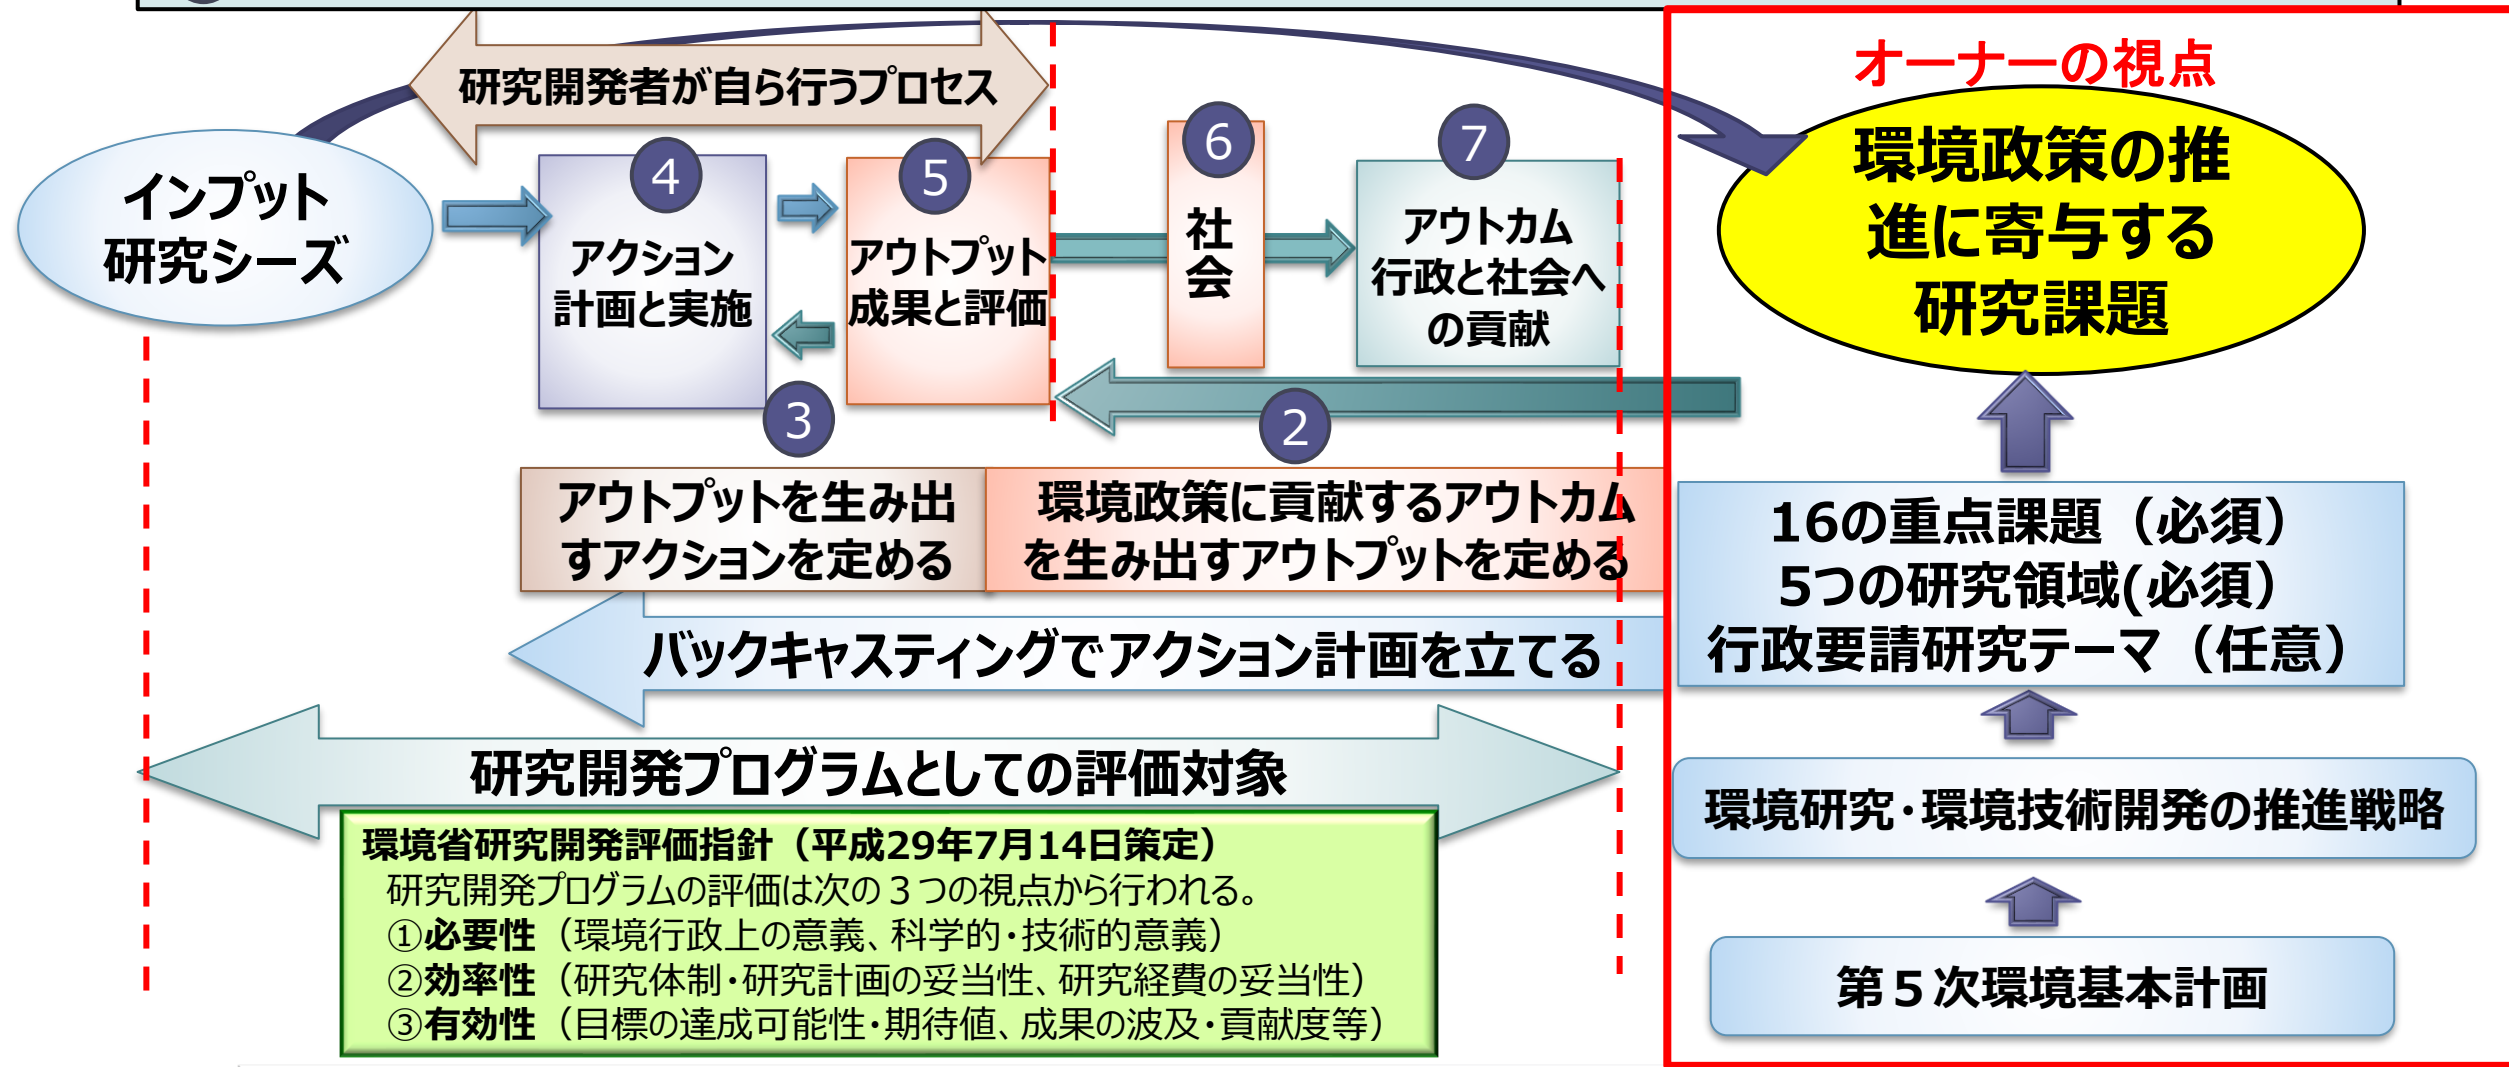 オーナーの視点
研究開発者が自ら行うプロセス
インプット
研究シーズ
4
アクション
計画と実施
5
アウトプット
成果と評価
6
社
会
7
アウトカム
行政と社会へ
の貢献
環境政策の推
進に寄与する
研究課題
3
2
アウトプットを生み出
すアクションを定める
環境政策に貢献するアウトカム
を生み出すアウトプットを定める
16の重点課題（必須）
5つの研究領域(必須）
行政要請研究テーマ（任意）
バックキャスティングでアクション計画を立てる
研究開発プログラムとしての評価対象
環境研究・環境技術開発の推進戦略
第５次環境基本計画
環境省研究開発評価指針（平成29年7月14日策定）
研究開発プログラムの評価は次の３つの視点から行われる。
①必要性（環境行政上の意義、科学的・技術的意義）
②効率性（研究体制・研究計画の妥当性、研究経費の妥当性）
③有効性（目標の達成可能性・期待値、成果の波及・貢献度等）